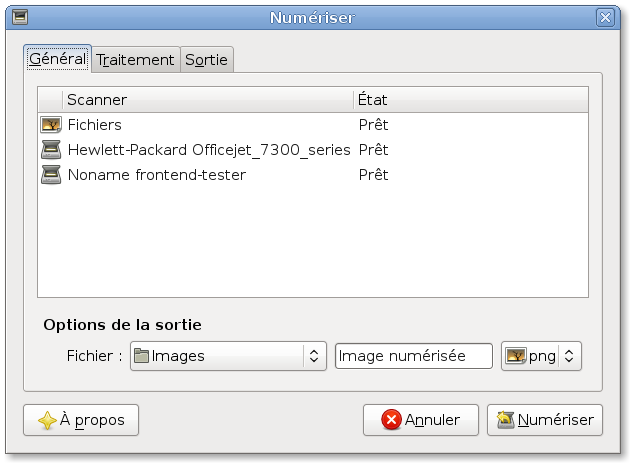 Numériser
Général Traitement Sortie
Scanner État
Fichiers Prêt
Hewlett-Packard Officejet_7300_series Prêt
Noname frontend-tester Prêt
Options de la sortie
Fichier : Images Image numérisée png
À propos Annuler Numériser